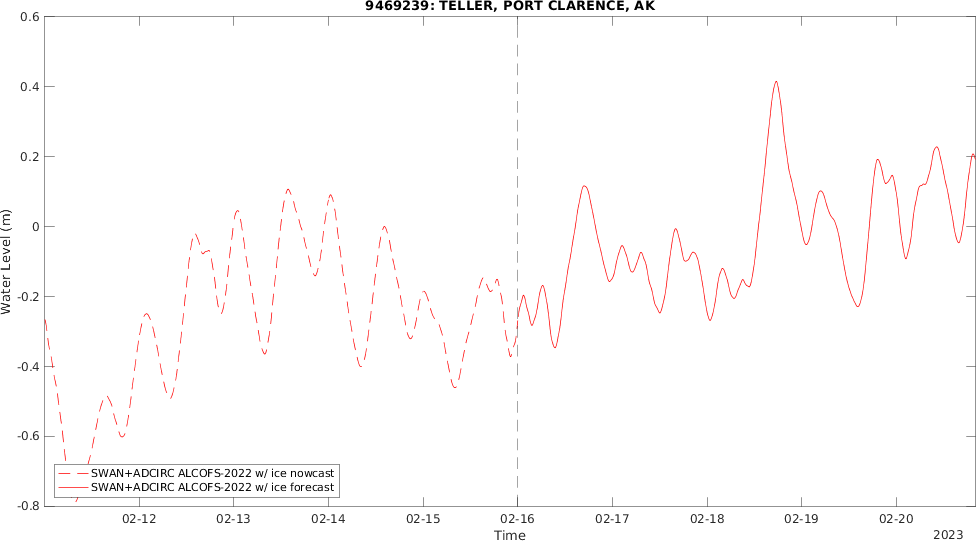 9469239: TELLER, PORT CLARENCE, AK
0.6
0.4
0.2
0
-0.2
-0.4
-0.6
-0.8
Water Level (m)
SWAN+ADCIRC ALCOFS-2022 w/ ice nowcast
SWAN+ADCIRC ALCOFS-2022 w/ ice forecast
02-12 02-13 02-14 02-15 02-16 02-17 02-18 02-19 02-20
Time
2023